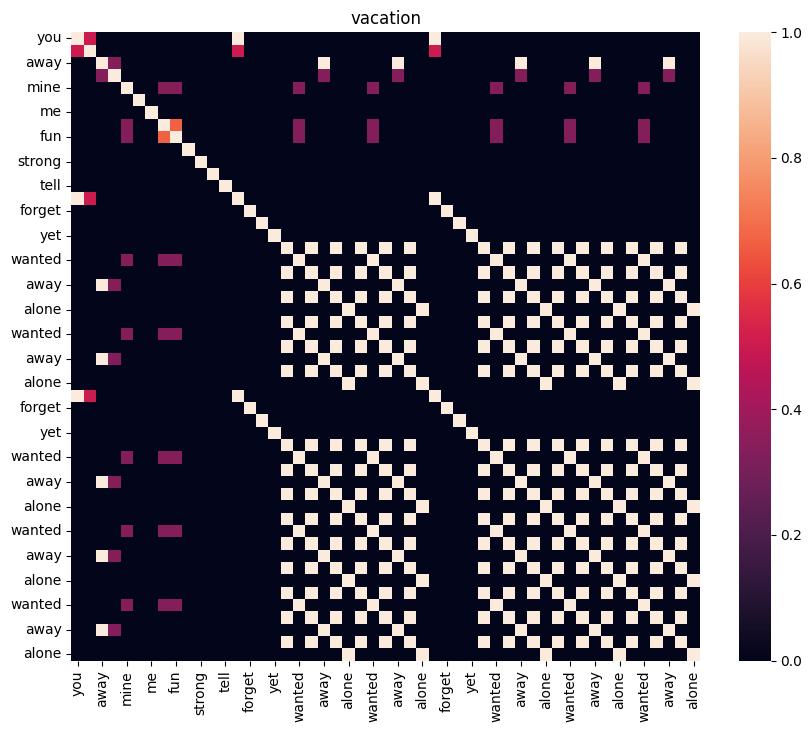 vacation
you
away
mine
me
fun
strong
tell
forget
yet
wanted
away
alone
wanted
away
alone
forget
yet
wanted
away
alone
wanted
away
alone
wanted
away
alone
you
away
mine
me
fun
strong
tell
forget
yet
wanted
away
alone
wanted
away
alone
forget
yet
wanted
away
alone
wanted
away
alone
wanted
away
alone
1.0
0.8
0.6
0.4
0.2
0.0